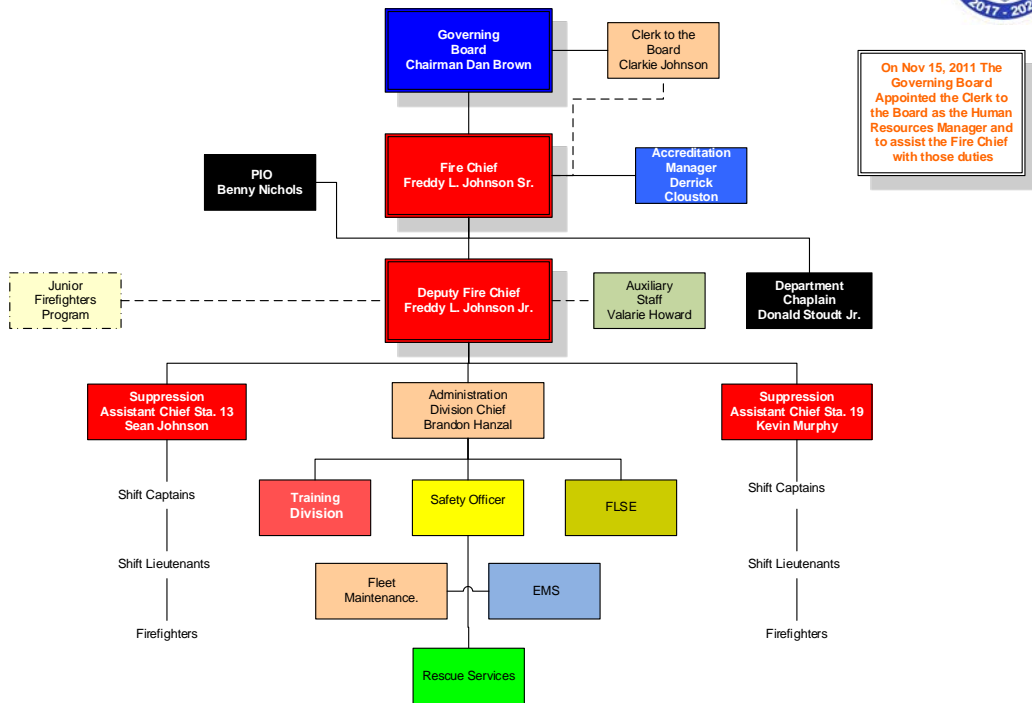 2017 - 202
Governing
Board
Chairman Dan Brown
Clerk to the
Board
Clarkie Johnson
On Nov 15, 2011 The
Governing Board
Appointed the Clerk to
the Board as the Human
Resources Manager and
to assist the Fire Chief
with those duties
PIO
Benny Nichols
Fire Chief
Freddy L. Johnson Sr.
Accreditation
Manager
Derrick
Clouston
Junior
Firefighters
Program
Deputy Fire Chief
Freddy L. Johnson Jr.
Auxiliary
Staff
Valarie Howard
Department
Chaplain
Donald Stoudt Jr.
Suppression
Assistant Chief Sta. 13
Sean Johnson
Administration
Division Chief
Brandon Hanzal
Suppression
Assistant Chief Sta. 19
Kevin Murphy
Shift Captains
Training
Division
Safety Officer
FLSE
Shift Captains
Shift Lieutenants
Fleet
Maintenance.
EMS
Shift Lieutenants
Firefighters
Rescue Services
Firefighters